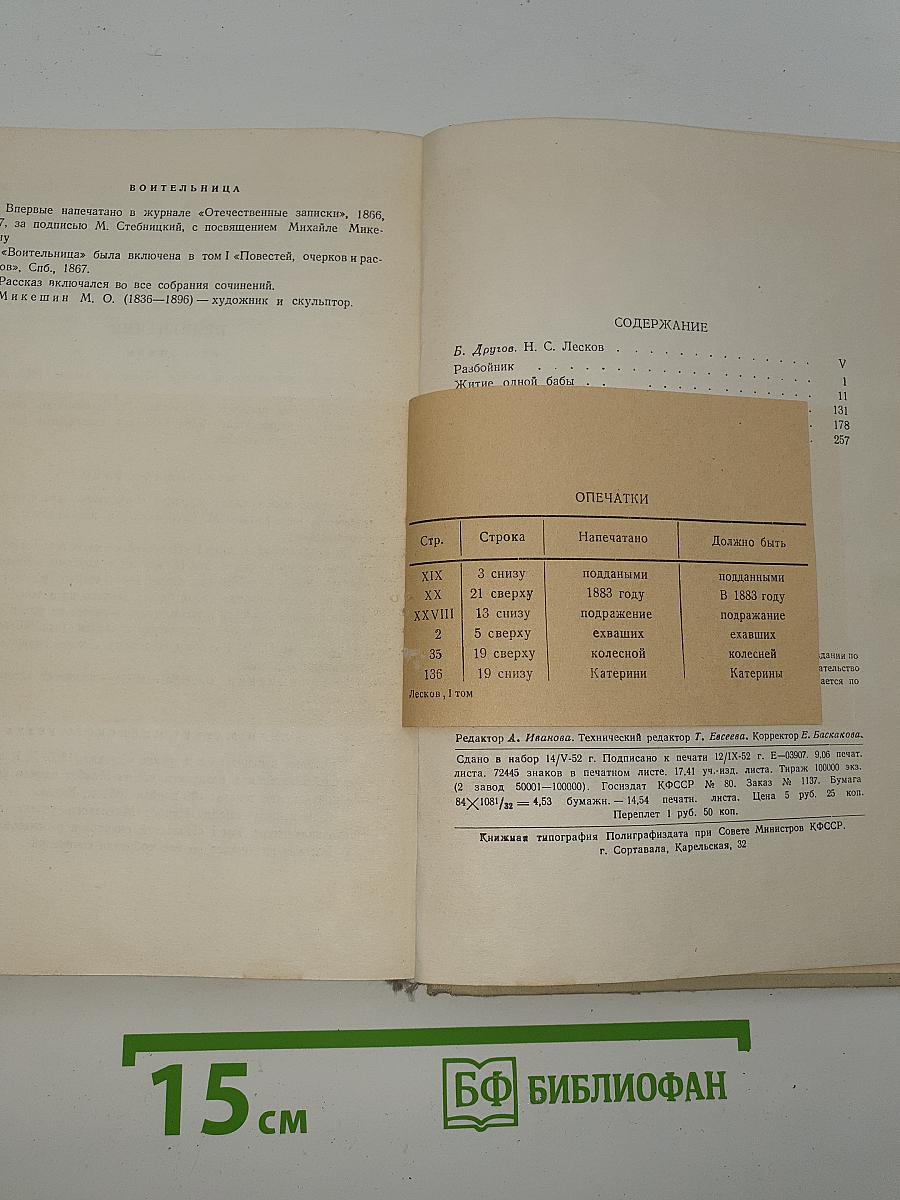 ВОИТЕЛЬНИЦА
Впервые напечатано в журнале «Отечественные записки», 1866,
7, за подписью М. Стебницкий, с посвящением Михайле Мике-
«Воительница» была включена в том I «Повестей, очерков и рас-
ов», Спб., 1867.
Рассказ включался во все собрания сочинений.
Микешин М. О. (1836—1896) — художник и скульптор.
СОДЕРЖАНИЕ
Б. Другов. Н. С. Лесков . . . . . . . . . . . . . V
Разбойник . . . . . . . . . . . . . . . . 1
Житие одной бабы . . . . . . . . . . . . . 11
131
178
257
ОПЕЧАТКИ
Стр. Строка Напечатано Должно быть
XIX 3 снизу поддаными подданными
XX 21 сверху 1883 году В 1883 году
XXVIII 13 снизу подражение подражание
2 5 сверху ехваших ехавших
35 19 сверху колесной колесней
136 19 снизу Катерини Катерины
Лесков, I том
дании по
ательство
ается по
Редактор А. Иванова. Технический редактор Т. Евсеева. Корректор Е. Баскакова.
Сдано в набор 14/V-52 г. Подписано к печати 12/IX-52 г. Е—03907. 9,06 печат.
листа. 72445 знаков в печатном листе. 17,41 уч.-изд. листа. Тираж 100000 экз.
(2 завод 50001—100000). Госиздат КФССР № 80. Заказ № 1137. Бумага
84×108 1/32 = 4,53 бумажн. — 14,54 печатн. листа. Цена 5 руб. 25 коп.
Переплет 1 руб. 50 коп.
Книжная типография Полиграфиздата при Совете Министров КФССР.
г. Сортавала, Карельская, 32
15 см
БФ БИБЛИОФАН